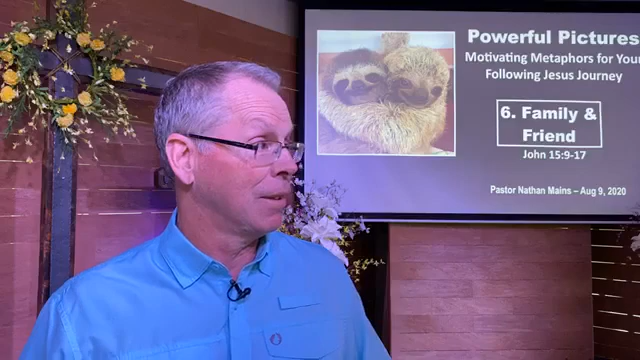 Powerful Pictures
Motivating Metaphors for Your
Following Jesus Journey
6. Family &
Friend
John 15:9-17
Pastor Nathan Mains – Aug 9, 2020